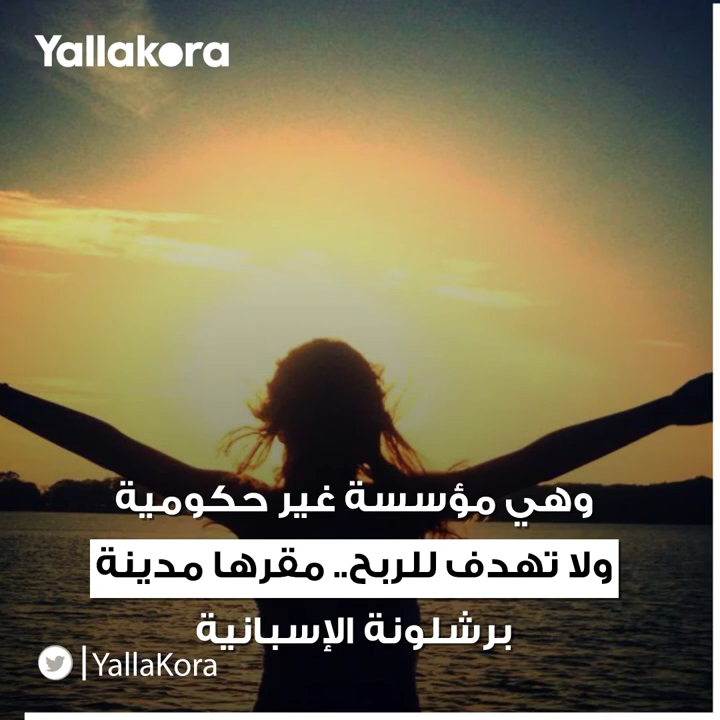 Yallakora
وهي مؤسسة غير حكومية
ولا تهدف للربح.. مقرها مدينة
برشلونة الإسبانية
YallaKora